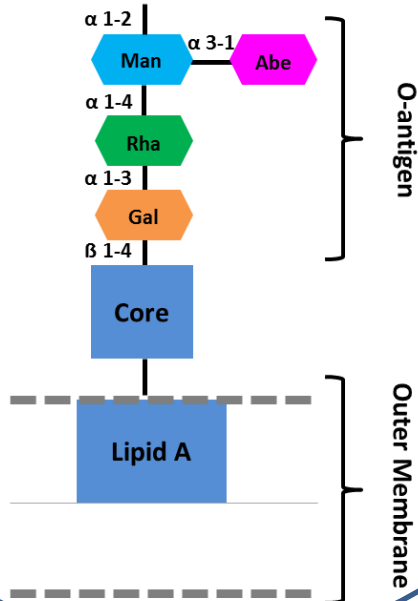 α 1-2
Man
α 3-1
Abe
α 1-4
Rha
α 1-3
Gal
ß 1-4
Core
Lipid A
O-antigen
Outer Membrane